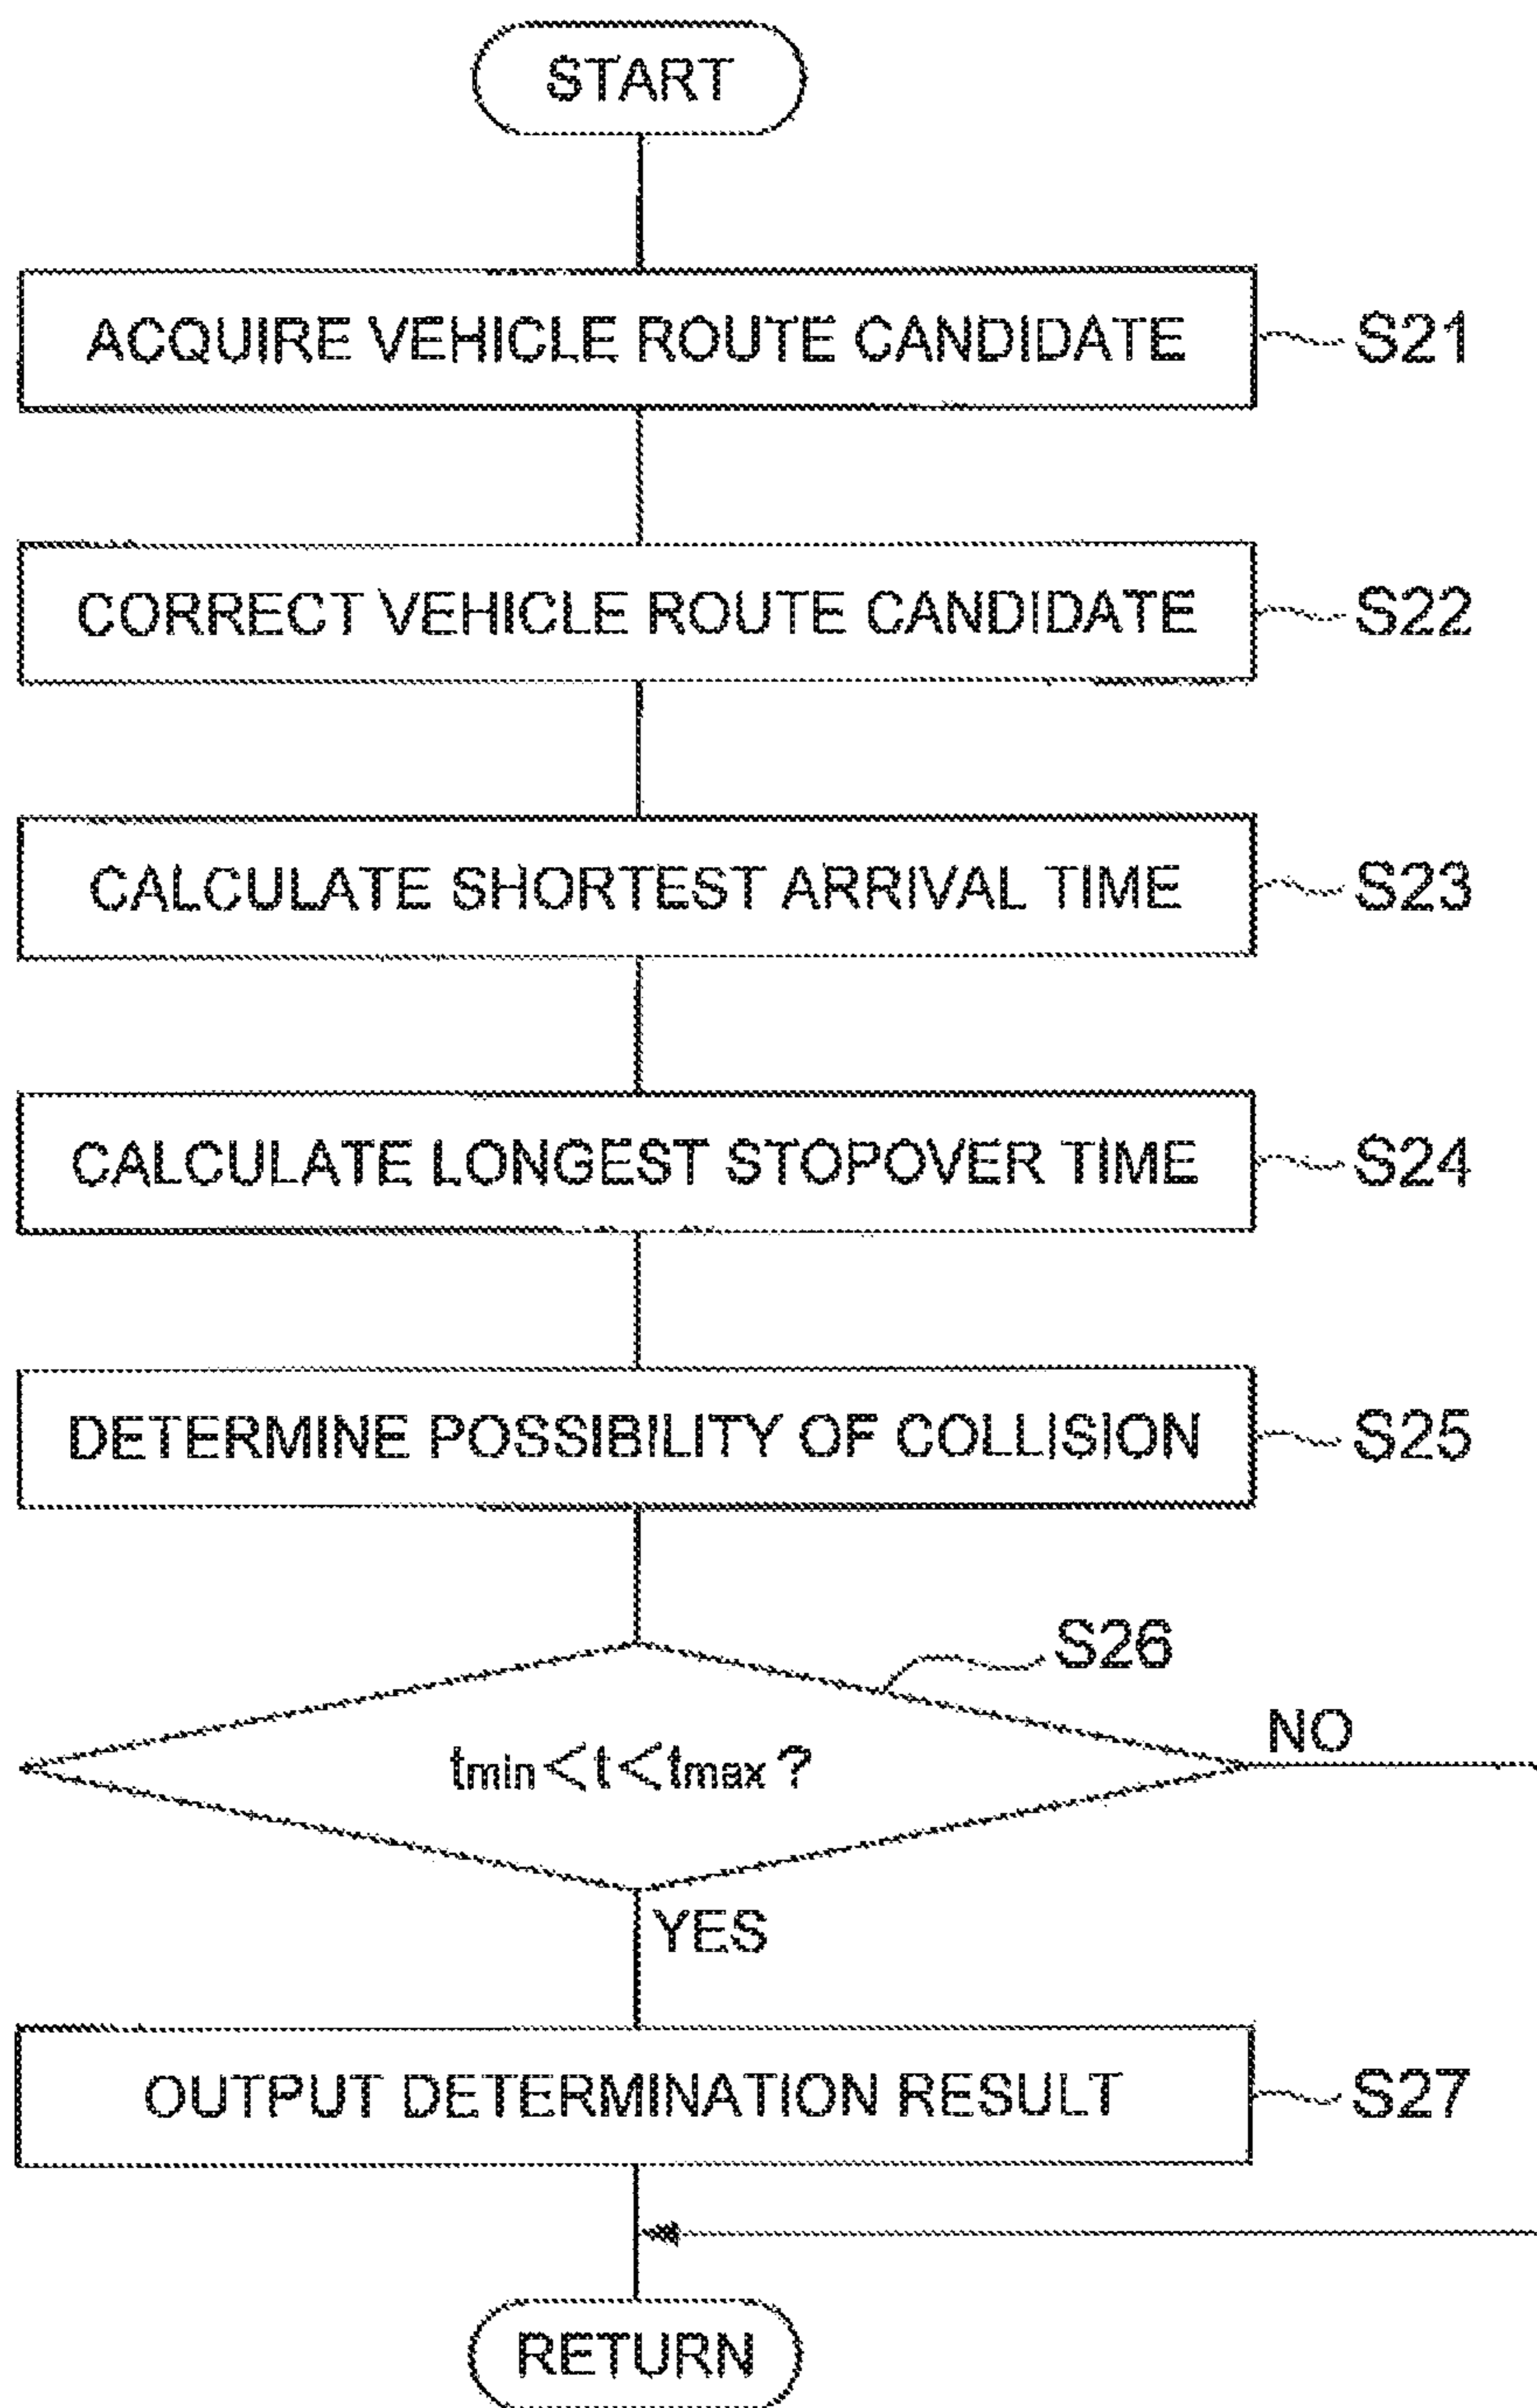 START
ACQUIRE VEHICLE ROUTE CANDIDATE S21
CORRECT VEHICLE ROUTE CANDIDATE S22
CALCULATE SHORTEST ARRIVAL TIME S23
CALCULATE LONGEST STOPOVER TIME S24
DETERMINE POSSIBILITY OF COLLISION S25
S26
NO
tmin<t<tmax?
YES
OUTPUT DETERMINATION RESULT S27
RETURN